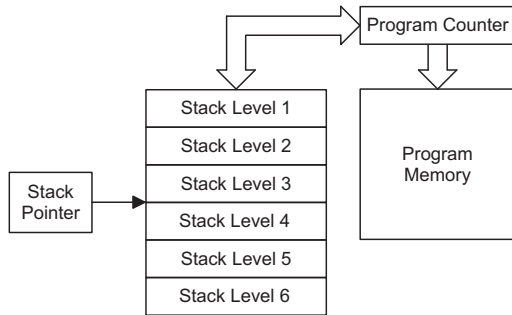 Program Counter
Stack Level 1
Stack Level 2
Stack Level 3
Stack Level 4
Stack Level 5
Stack Level 6
Stack
Pointer
Program
Memory